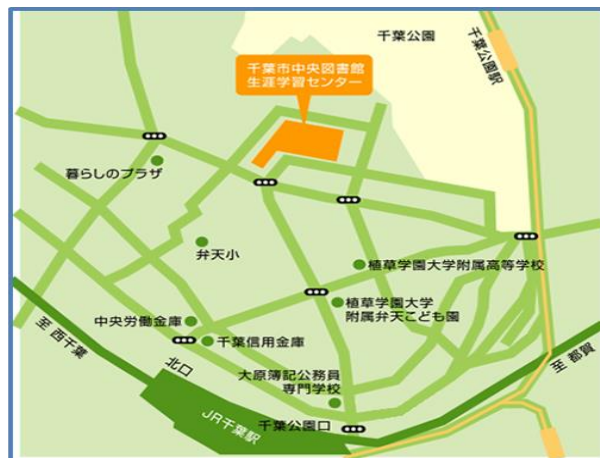 千葉公園
千葉公園駅
千葉市中央図書館
生涯学習センター
暮らしのプラザ
弁天小
植草学園大学附属高等学校
植草学園大学
附属弁天こども園
中央労働金庫
千葉信用金庫
至 西千葉
北口
大原簿記公務員
専門学校
至 都賀
JR千葉駅
千葉公園口